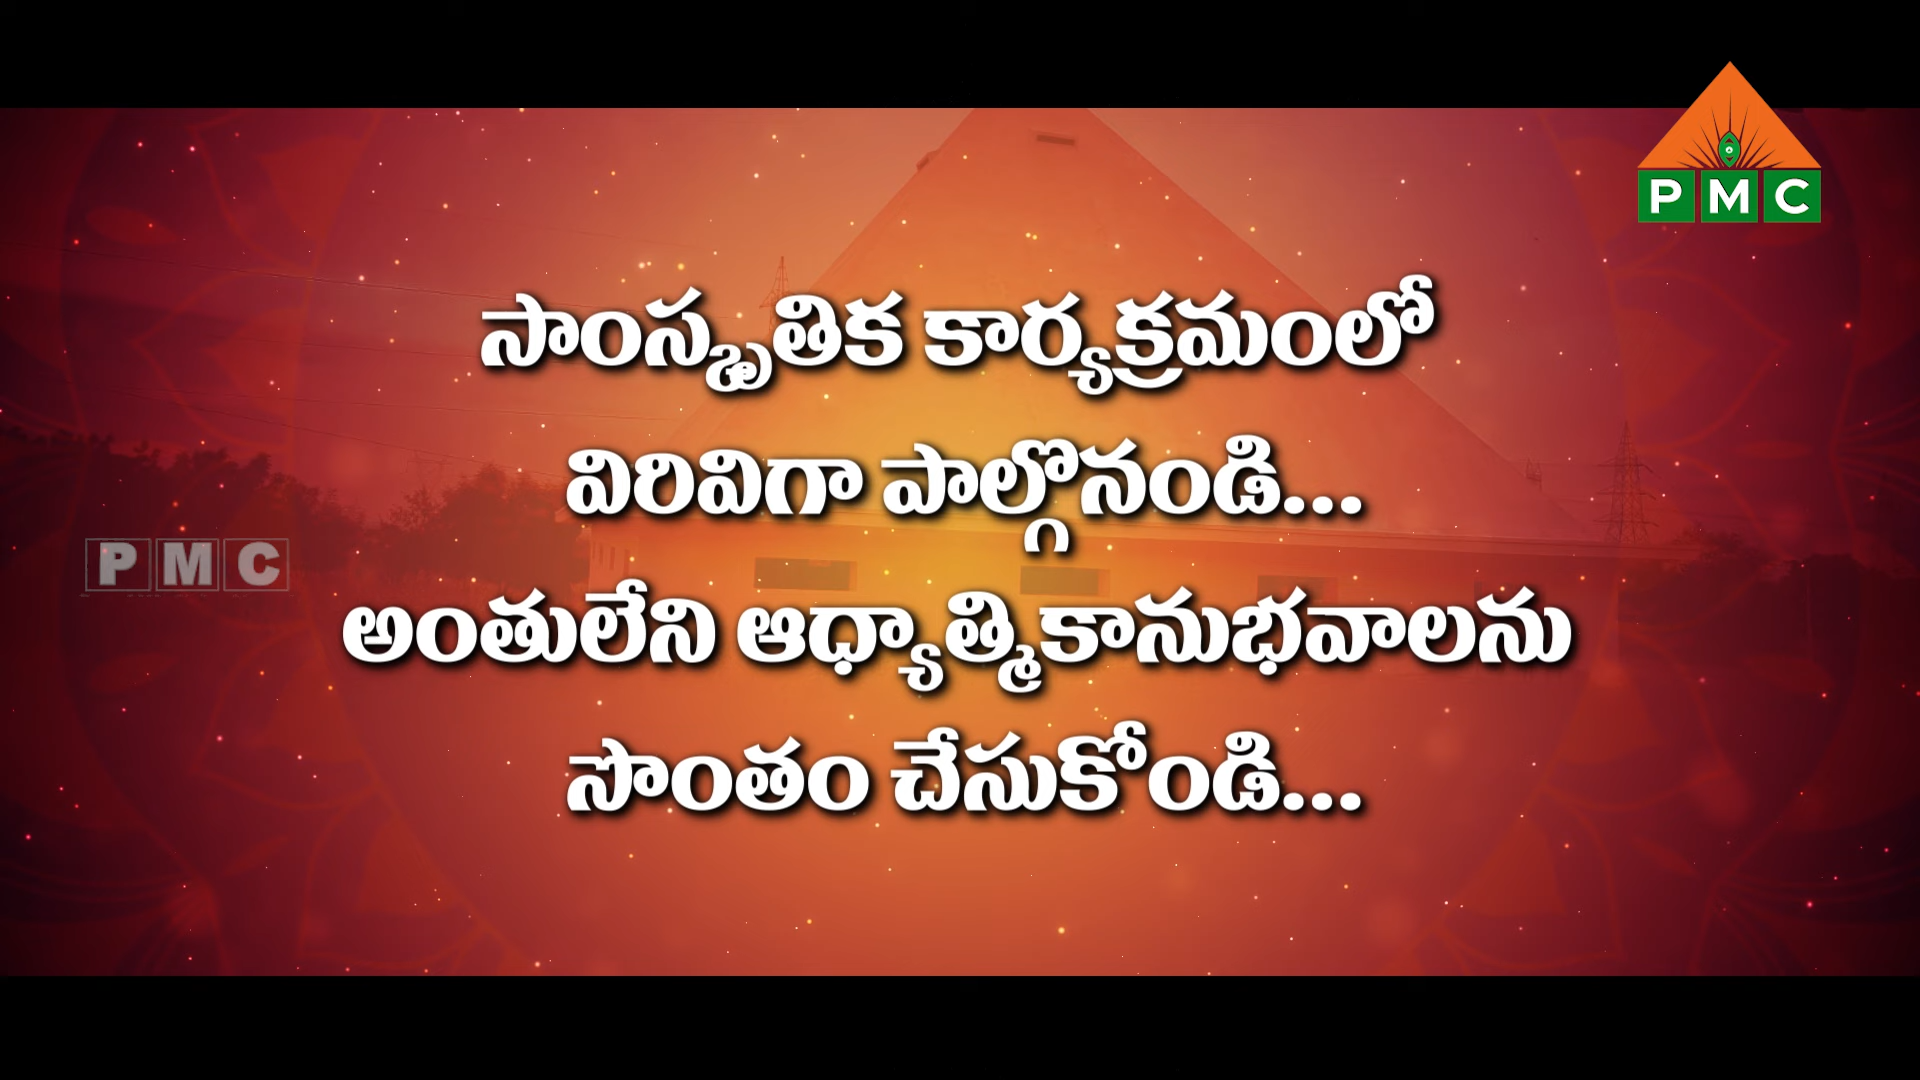 PMC
సాంస్కృతిక కార్యక్రమంలో
విరివిగా పాల్గొనండి...
PMC
అంతులేని ఆధ్యాత్మికానుభవాలను
సొంతం చేసుకోండి...